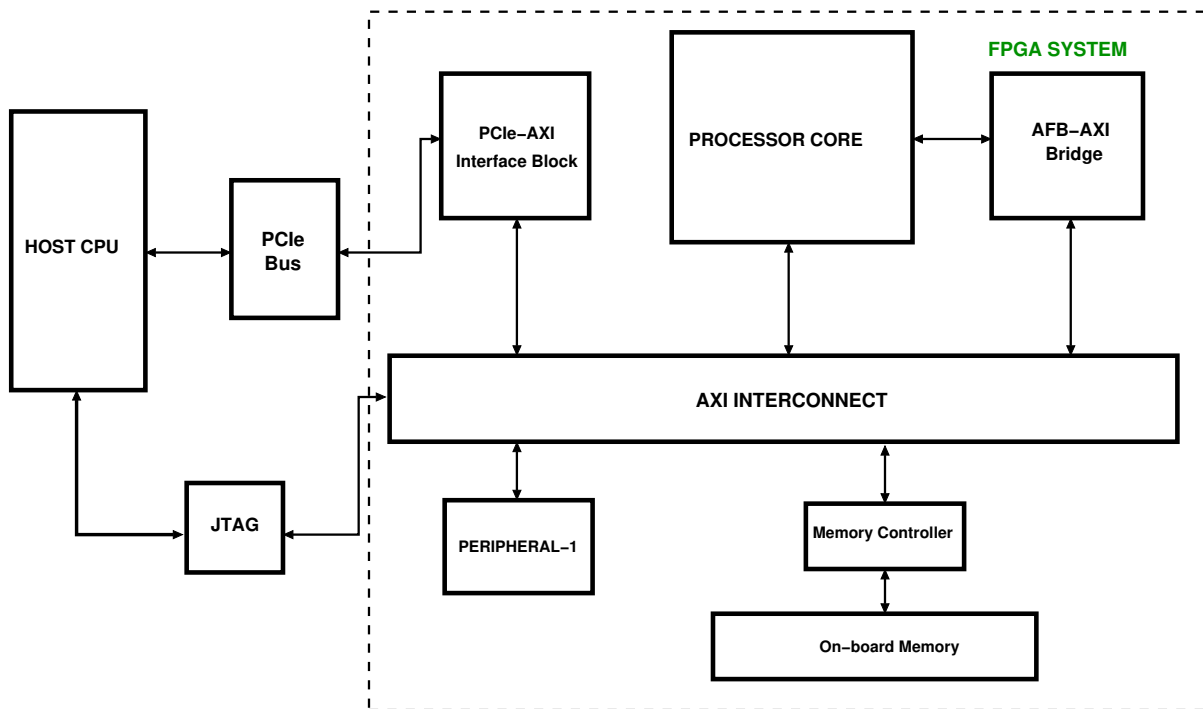 FPGA SYSTEM
PCIe−AXI
Interface Block
PROCESSOR CORE
AFB−AXI
Bridge
HOST CPU
PCIe
Bus
AXI INTERCONNECT
JTAG
PERIPHERAL−1
Memory Controller
On−board Memory